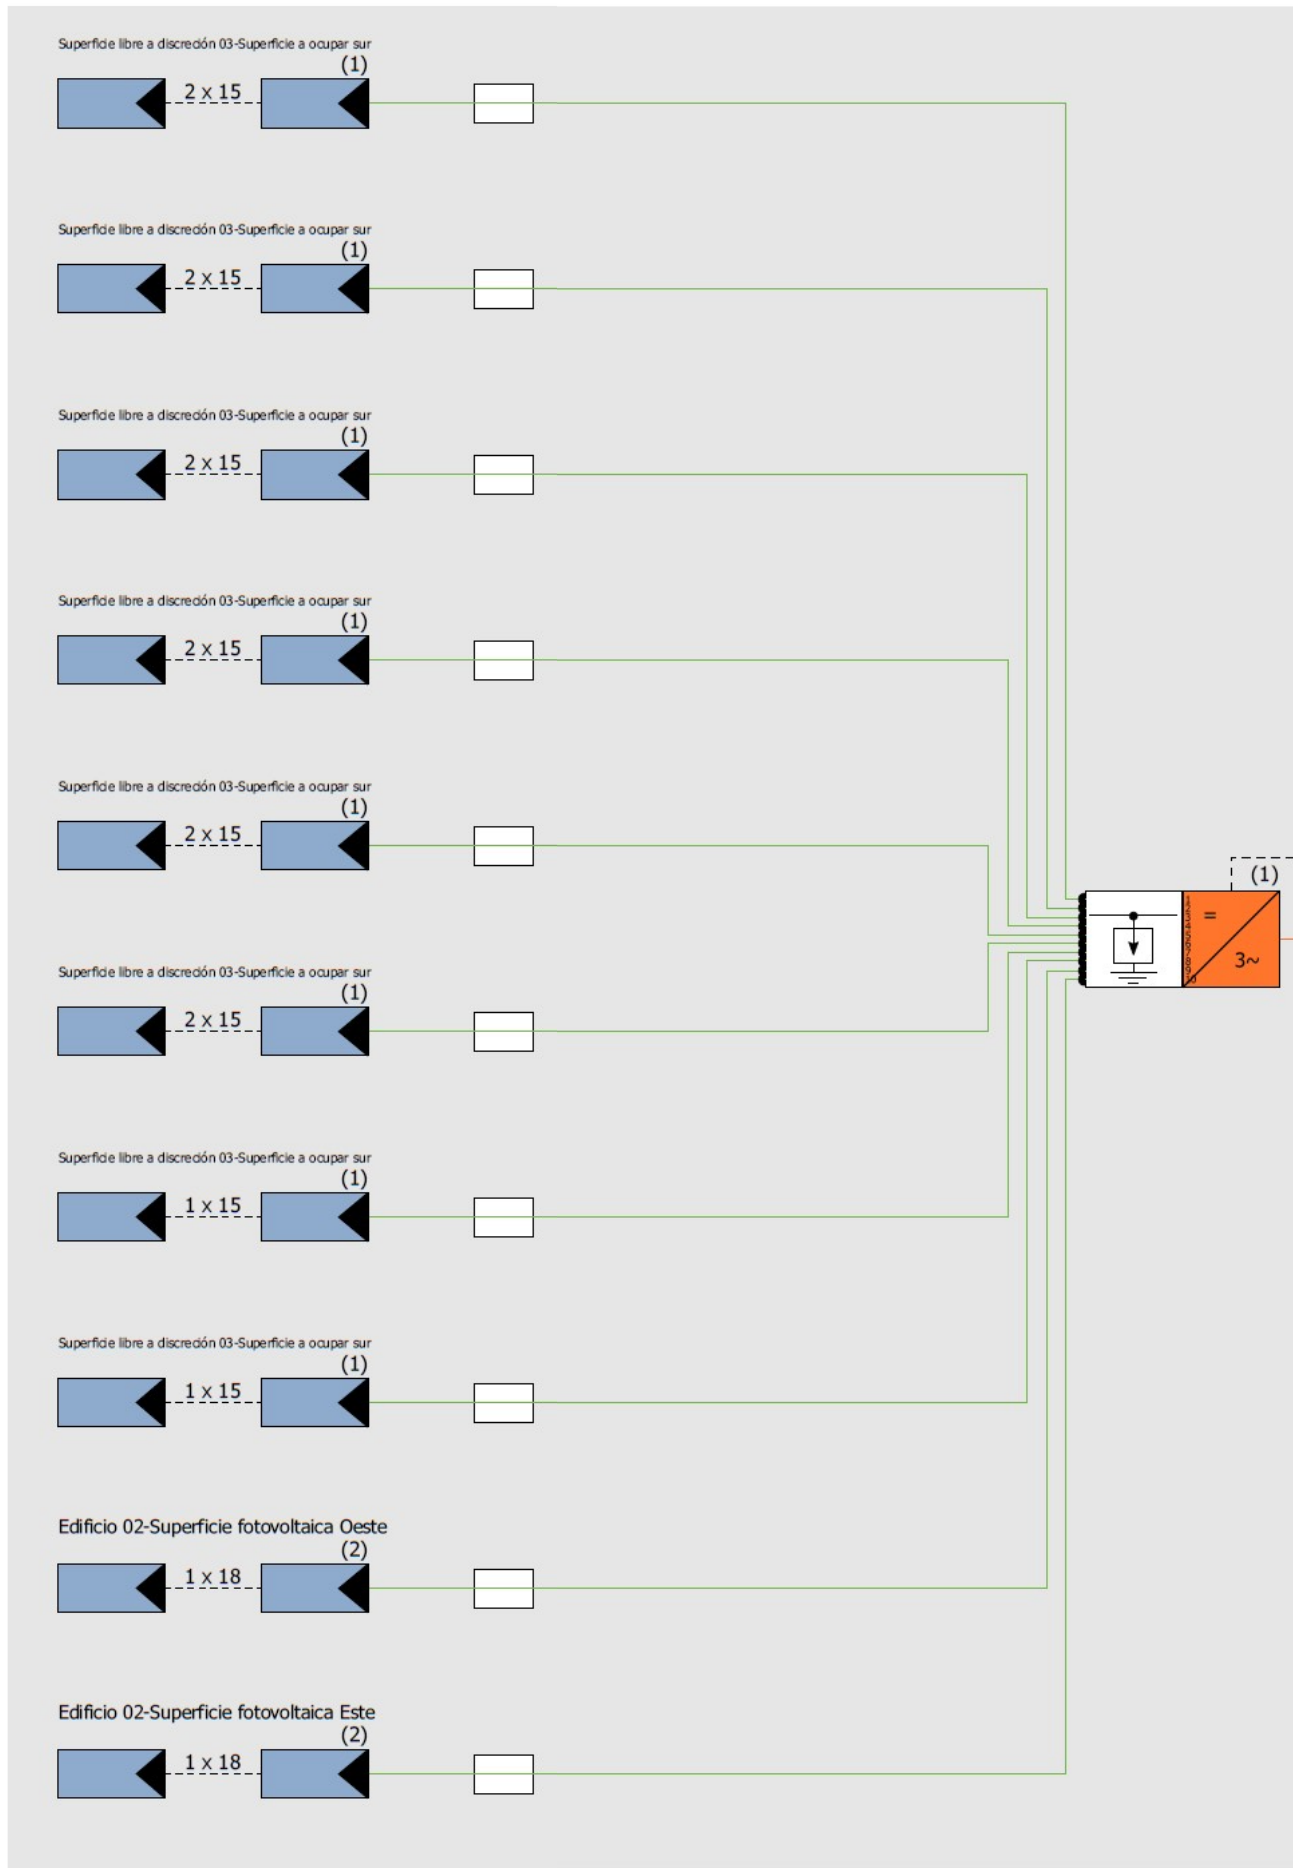 Superficie libre a discreción 03-Superficie a ocupar sur
(1)
2 x 15
Superficie libre a discreción 03-Superficie a ocupar sur
(1)
2 x 15
Superficie libre a discreción 03-Superficie a ocupar sur
(1)
2 x 15
Superficie libre a discreción 03-Superficie a ocupar sur
(1)
2 x 15
Superficie libre a discreción 03-Superficie a ocupar sur
(1)
2 x 15
(1)
=
3~
Superficie libre a discreción 03-Superficie a ocupar sur
(1)
2 x 15
Superficie libre a discreción 03-Superficie a ocupar sur
(1)
1 x 15
Superficie libre a discreción 03-Superficie a ocupar sur
(1)
1 x 15
Edificio 02-Superficie fotovoltaica Oeste
(2)
1 x 18
Edificio 02-Superficie fotovoltaica Este
(2)
1 x 18